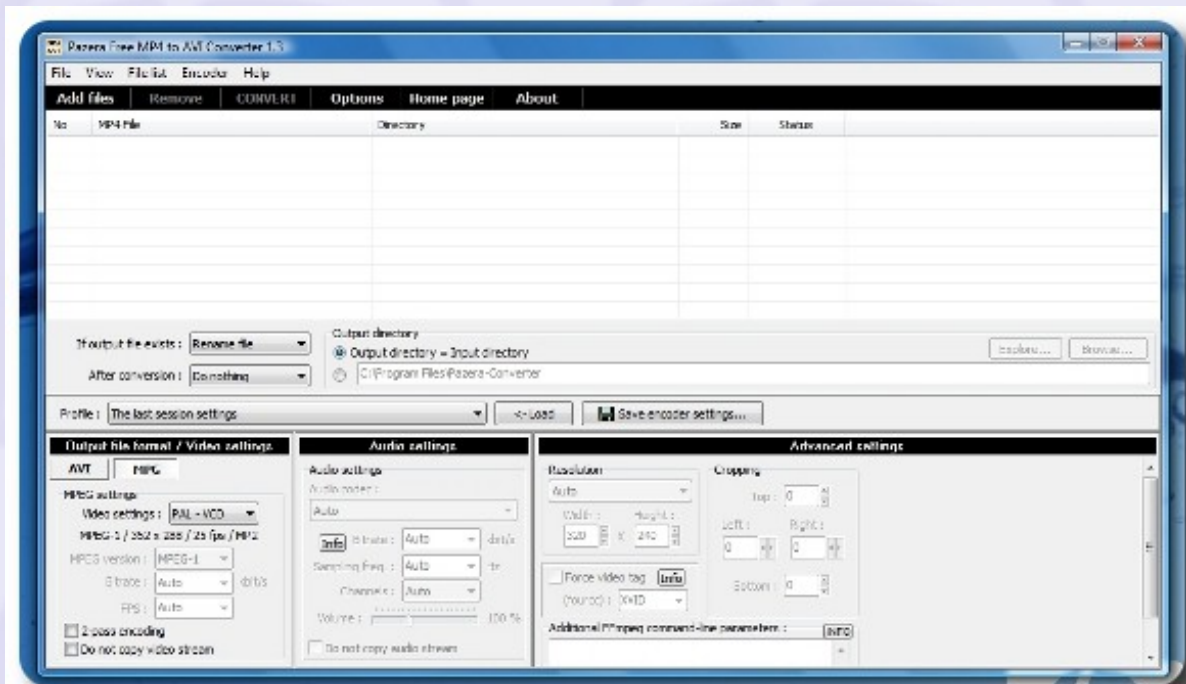 Pazera Free MP4 to AVI Converter 1.3
File View File list Encoder Help
Add files Remove CONVERT Options Home page About
No MP4 File Directory Size Status
If output file exists : Rename file
After conversion : Do nothing
Output directory
Output directory = Input directory
C:\Program Files\Pazera-Converter
Explore... Browse...
Profile : The last session settings <- Load Save encoder settings...
Output file format / Video settings
AVI MPG
MPEG settings
Video settings : PAL - VCD
MPEG-1 / 352 x 288 / 25 fps / MP2
MPEG version : MPEG-1
Bitrate : Auto kbit/s
FPS : Auto
2-pass encoding
Do not copy video stream
Audio settings
Audio settings
Audio codec :
Auto
Info Bitrate : Auto kbit/s
Sampling freq. : Auto Hz
Channels : Auto
Volume : 100 %
Do not copy audio stream
Advanced settings
Resolution
Auto
Width : Height :
320 x 240
Force video tag Info
(fourcc) : XVID
Cropping
Top : 0
Left : Right :
0 0
Bottom : 0
Additional FFmpeg command-line parameters : INFO